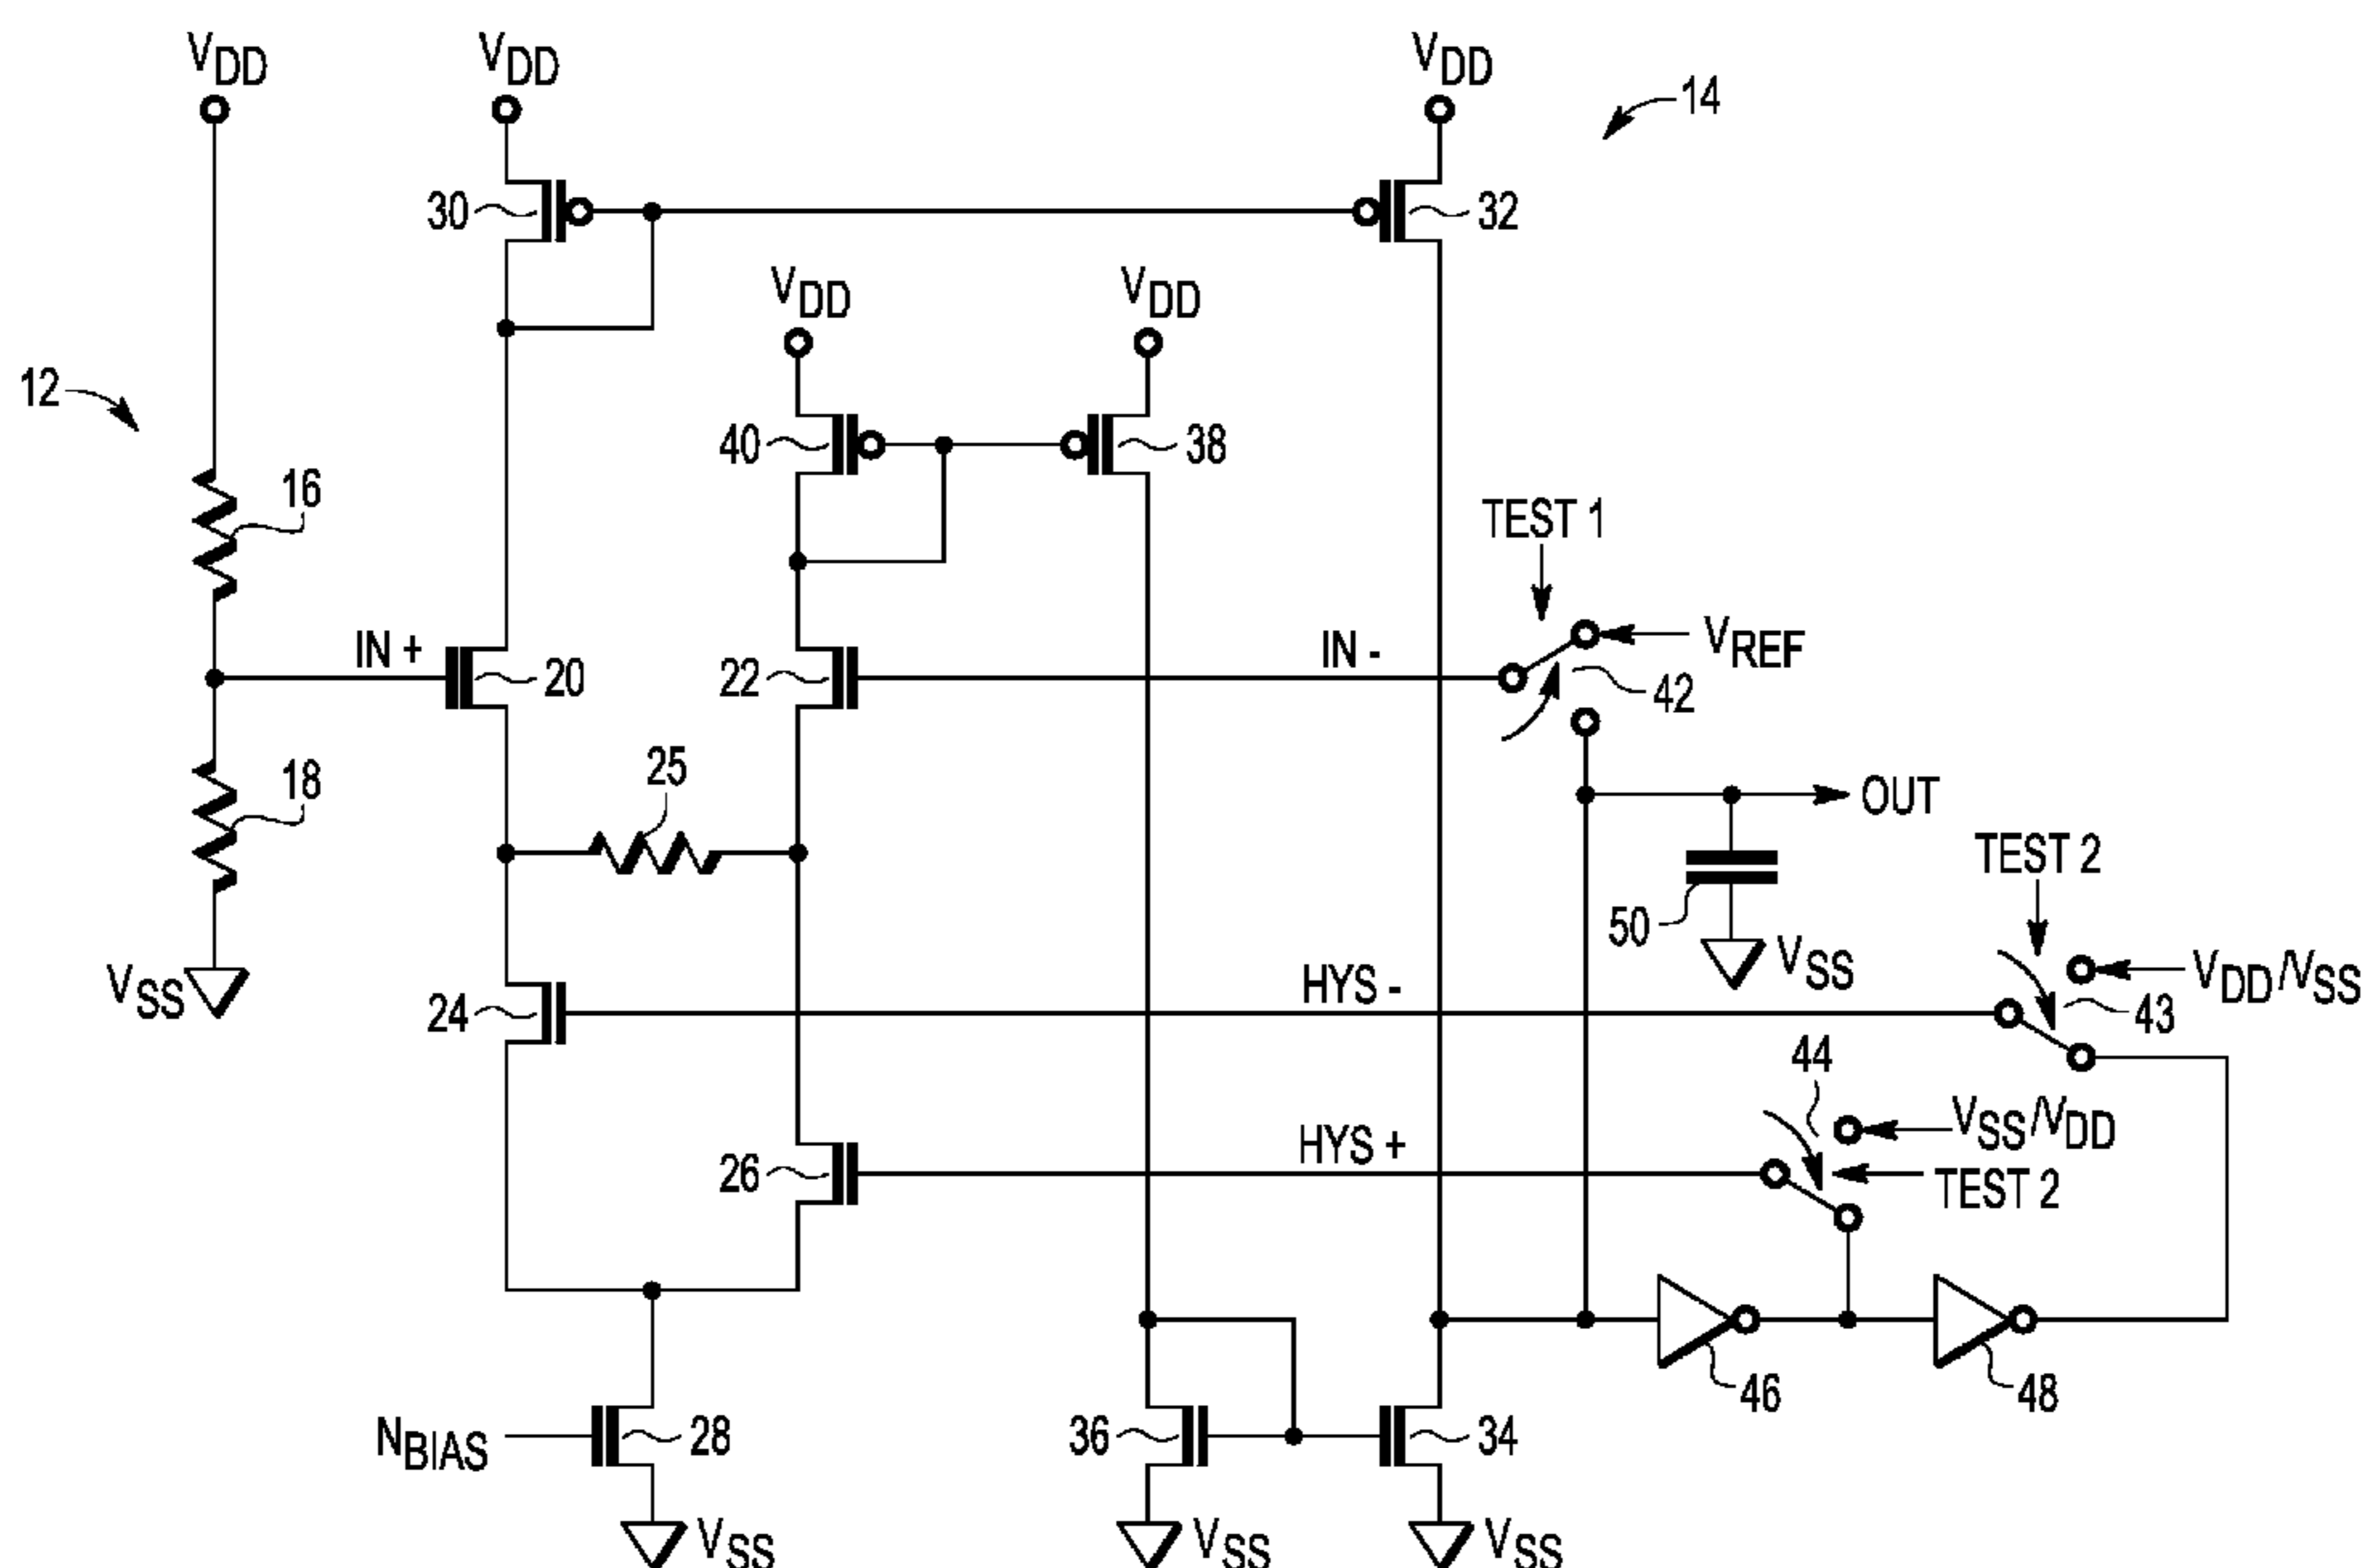 VDD
VDD
VDD
14
30
32
VDD
VDD
12
40
38
16
TEST 1
IN +
20
22
IN -
VREF
42
25
18
OUT
TEST 2
50
VSS
VSS
HYS -
VDD/VSS
24
43
44
VSS/VDD
HYS +
26
TEST 2
46
48
NBIAS
28
36
34
VSS
VSS
VSS